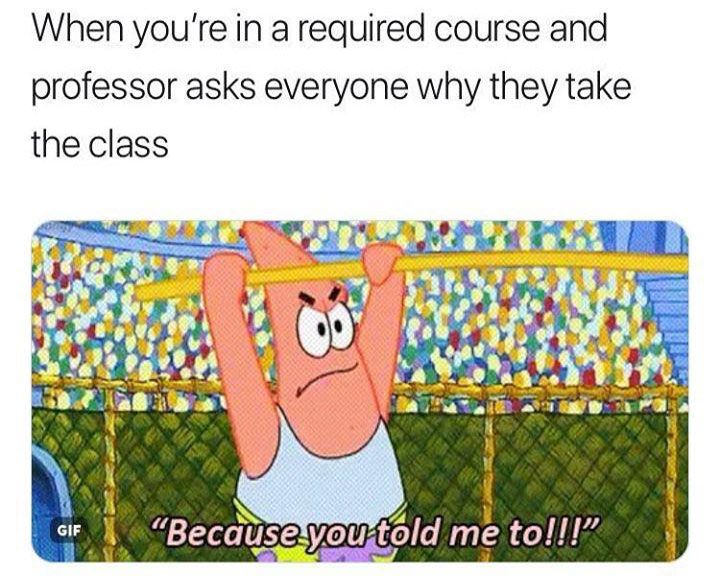 When you're in a required course and
professor asks everyone why they take
the class
GIF
“Because you told me to!!!”